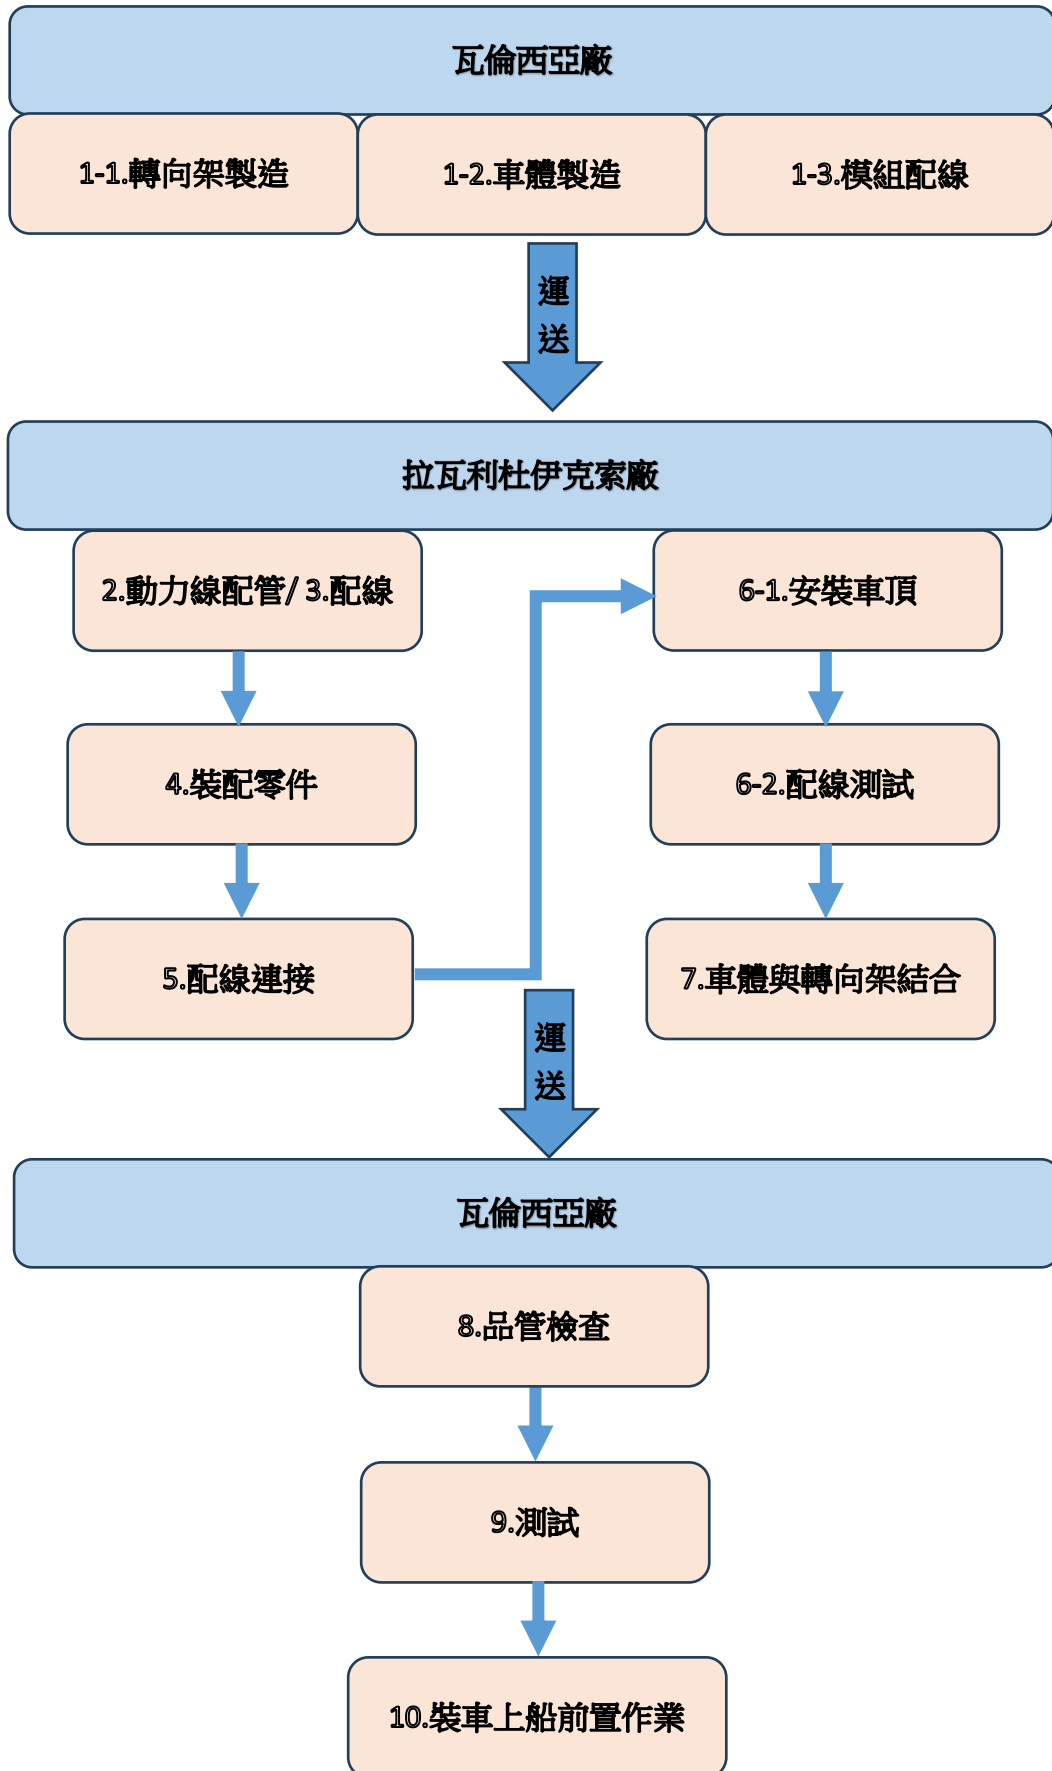 瓦倫西亞廠
1-1.轉向架製造
1-2.車體製造
1-3.模組配線
運
送
拉瓦利杜伊克索廠
2.動力線配管/ 3.配線
4.裝配零件
5.配線連接
6-1.安裝車頂
6-2.配線測試
7.車體與轉向架結合
運
送
瓦倫西亞廠
8.品管檢查
9.測試
10.裝車上船前置作業